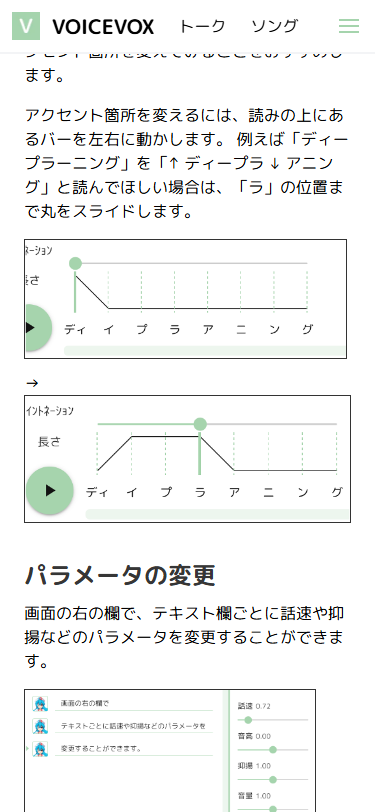 V VOICEVOX トーク ソング
ます。
アクセント箇所を変えるには、読みの上にあ
るバーを左右に動かします。 例えば「ディー
プラーニング」を「↑ ディープラ ↓ アニン
グ」と読んでほしい場合は、「ラ」の位置ま
で丸をスライドします。
ネーション
長さ
ディ イ プ ラ ア ニ ン グ
→
イントネーション
長さ
ディ イ プ ラ ア ニ ン グ
パラメータの変更
画面の右の欄で、テキスト欄ごとに話速や抑
揚などのパラメータを変更することができま
す。
画面の右の欄で
話速 0.72
テキストごとに話速や抑揚などのパラメータを
音高 0.00
変更することができます。
抑揚 1.00
音量 1.00